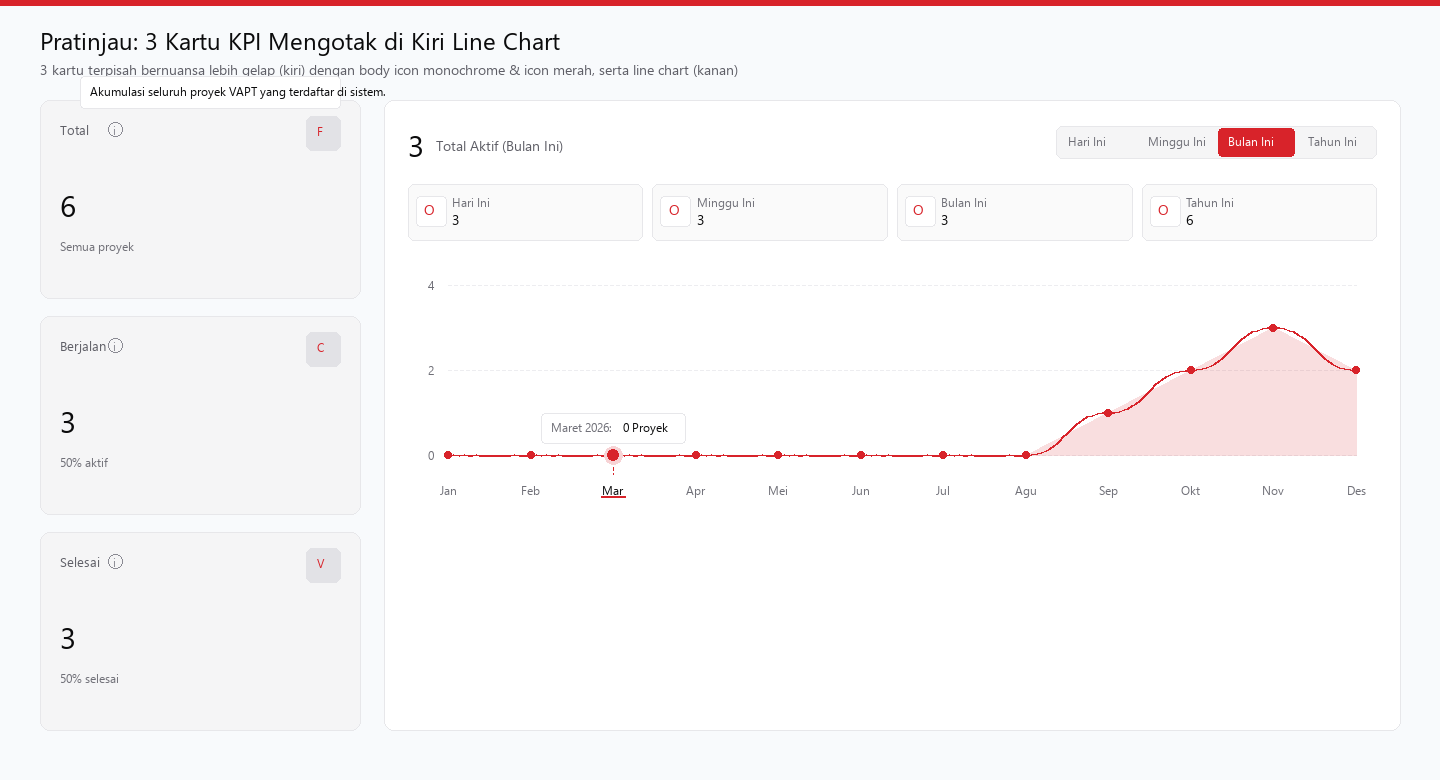 Pratinjau: 3 Kartu KPI Mengotak di Kiri Line Chart
3 kartu terpisah bernuansa lebih gelap (kiri) dengan body icon monochrome & icon merah, serta line chart (kanan)
Akumulasi seluruh proyek VAPT yang terdaftar di sistem.
Total i F
6
Semua proyek
Berjalan i C
3
50% aktif
Selesai i V
3
50% selesai
3 Total Aktif (Bulan Ini)
Hari Ini Minggu Ini Bulan Ini Tahun Ini
O Hari Ini
3
O Minggu Ini
3
O Bulan Ini
3
O Tahun Ini
6
4
2
0
Maret 2026: 0 Proyek
Jan Feb Mar Apr Mei Jun Jul Agu Sep Okt Nov Des